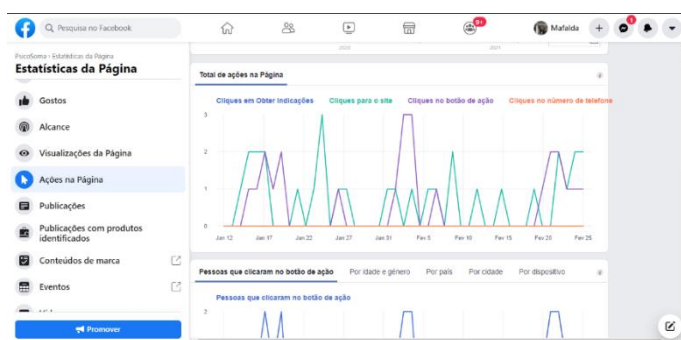 Pesquisa no Facebook
9+
Mafalda
1
PsicoSoma › Estatísticas da Página
Estatísticas da Página
Gostos
Alcance
Visualizações da Página
Ações na Página
Publicações
Publicações com produtos
identificados
Conteúdos de marca
Eventos
Promover
2020
2021
Total de ações na Página
Cliques em Obter Indicações Cliques para o site Cliques no botão de ação Cliques no número de telefone
3
2
1
0
Jan 12 Jan 17 Jan 22 Jan 27 Jan 31 Fev 5 Fev 10 Fev 15 Fev 20 Fev 25
Pessoas que clicaram no botão de ação Por idade e género Por país Por cidade Por dispositivo
Pessoas que clicaram no botão de ação
2